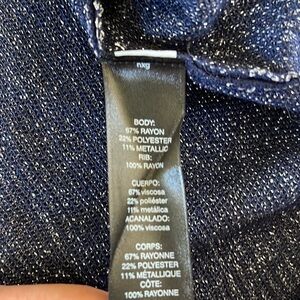 nxg
BODY:
67% RAYON
22% POLYESTER
11% METALLIC
RIB:
100% RAYON
CUERPO:
67% viscosa
22% poliéster
11% metálica
ACANALADO:
100% viscosa
CORPS:
67% RAYONNE
22% POLYESTER
11% MÉTALLIQUE
CÔTE:
100% RAYONNE